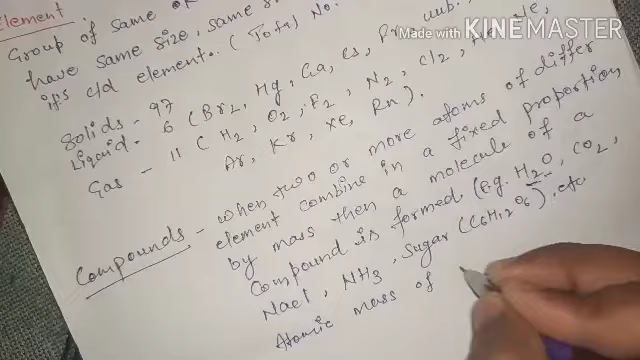 Made with KINEMASTER
Element
Group of same
have same size, same
it's c/d element. (Total No.
Solids - 97
Liquid - 6 (Br2, Hg, Ga, Cs,
Gas - 11 (H2, O2, F2, N2, Cl2,
Ar, Kr, Xe, Rn).
Compounds - When two or more atoms of differ
element combine in a fixed proportion
by mass then a molecule of a
Compound is formed. (e.g. H2O, CO2,
Nacl, NH3, Sugar (C6H12O6). etc
Atomic mass of